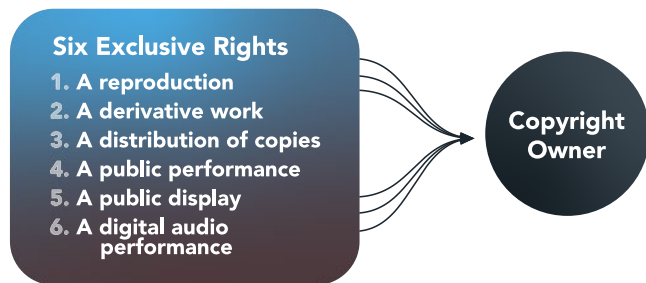 Six Exclusive Rights
1. A reproduction
2. A derivative work
3. A distribution of copies
4. A public performance
5. A public display
6. A digital audio
performance
Copyright
Owner